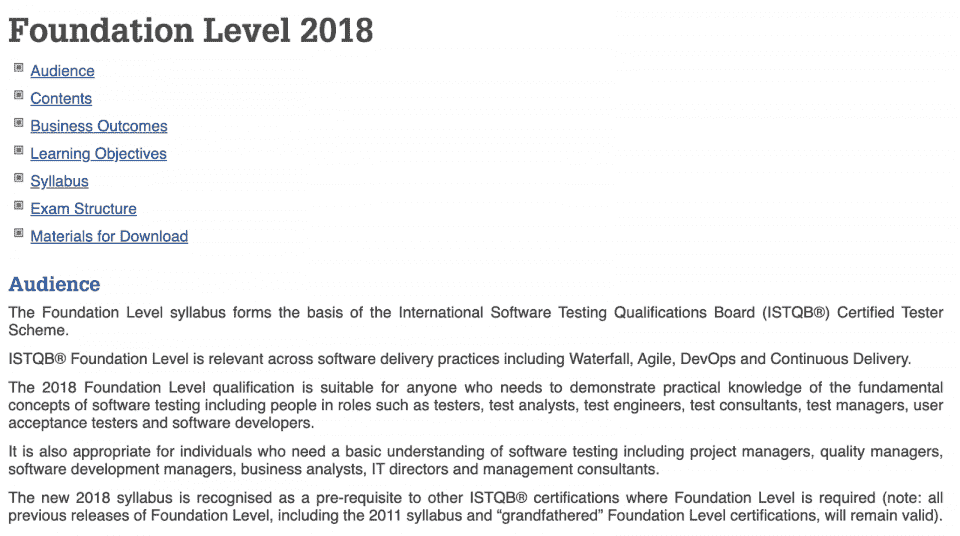 Foundation Level 2018
Audience
Contents
Business Outcomes
Learning Objectives
Syllabus
Exam Structure
Materials for Download
Audience
The Foundation Level syllabus forms the basis of the International Software Testing Qualifications Board (ISTQB®) Certified Tester
Scheme.
ISTQB® Foundation Level is relevant across software delivery practices including Waterfall, Agile, DevOps and Continuous Delivery.
The 2018 Foundation Level qualification is suitable for anyone who needs to demonstrate practical knowledge of the fundamental
concepts of software testing including people in roles such as testers, test analysts, test engineers, test consultants, test managers, user
acceptance testers and software developers.
It is also appropriate for individuals who need a basic understanding of software testing including project managers, quality managers,
software development managers, business analysts, IT directors and management consultants.
The new 2018 syllabus is recognised as a pre-requisite to other ISTQB® certifications where Foundation Level is required (note: all
previous releases of Foundation Level, including the 2011 syllabus and “grandfathered” Foundation Level certifications, will remain valid).